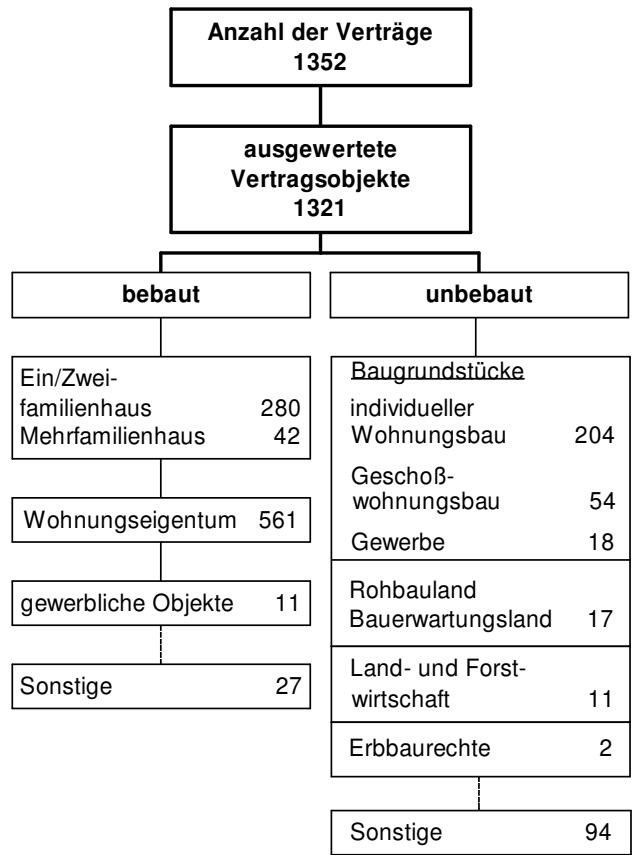 Anzahl der Verträge
1352
ausgewertete
Vertragsobjekte
1321
bebaut
Ein/Zwei-
familienhaus 280
Mehrfamilienhaus 42
Wohnungseigentum 561
gewerbliche Objekte 11
Sonstige 27
unbebaut
Baugrundstücke
individueller
Wohnungsbau 204
Geschoß-
wohnungsbau 54
Gewerbe 18
Rohbauland
Bauerwartungsland 17
Land- und Forst-
wirtschaft 11
Erbbaurechte 2
Sonstige 94